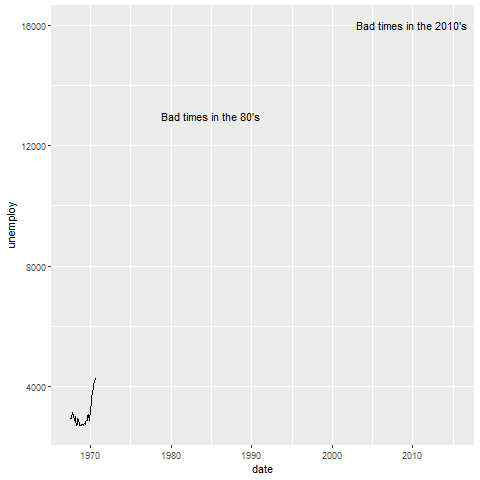 16000
Bad times in the 2010's
Bad times in the 80's
12000
unemploy
8000
4000
1970 1980 1990 2000 2010
date